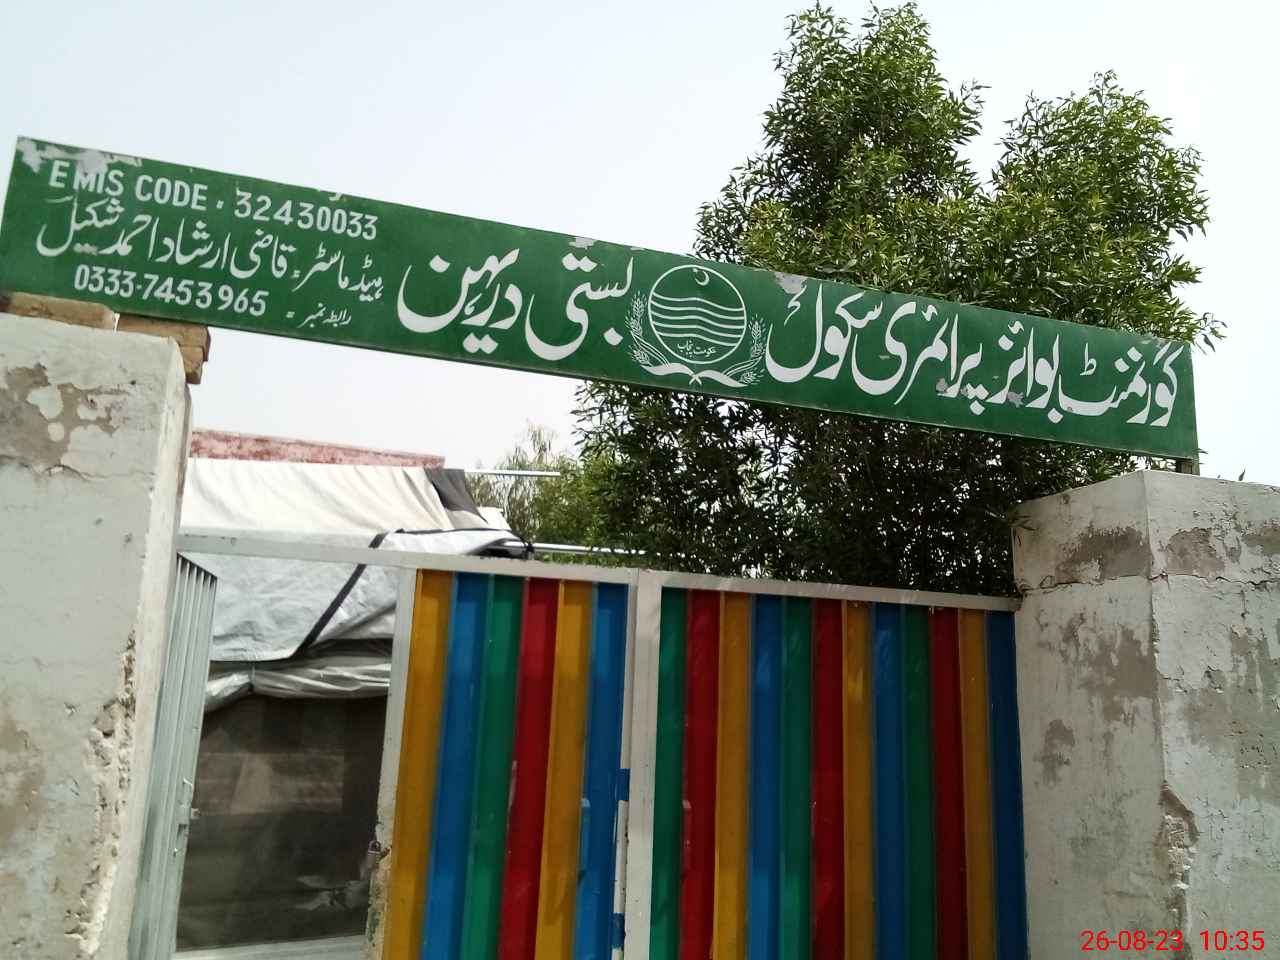 گورنمنٹ بوائز پرائمری سکول
حکومت پنجاب
بستی دریہن
EMIS CODE = 32430033
ہیڈ ماسٹر = قاضی ارشاد احمد شکیل
رابطہ نمبر = 0333-7453965
26-08-23 10:35